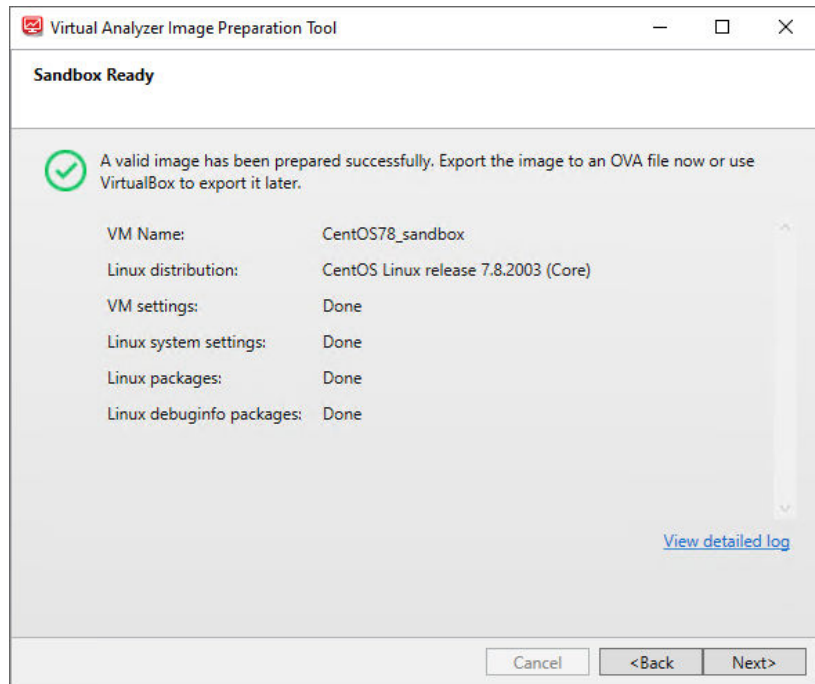 Virtual Analyzer Image Preparation Tool
Sandbox Ready
A valid image has been prepared successfully. Export the image to an OVA file now or use
VirtualBox to export it later.
VM Name: CentOS78_sandbox
Linux distribution: CentOS Linux release 7.8.2003 (Core)
VM settings: Done
Linux system settings: Done
Linux packages: Done
Linux debuginfo packages: Done
View detailed log
Cancel <Back Next>